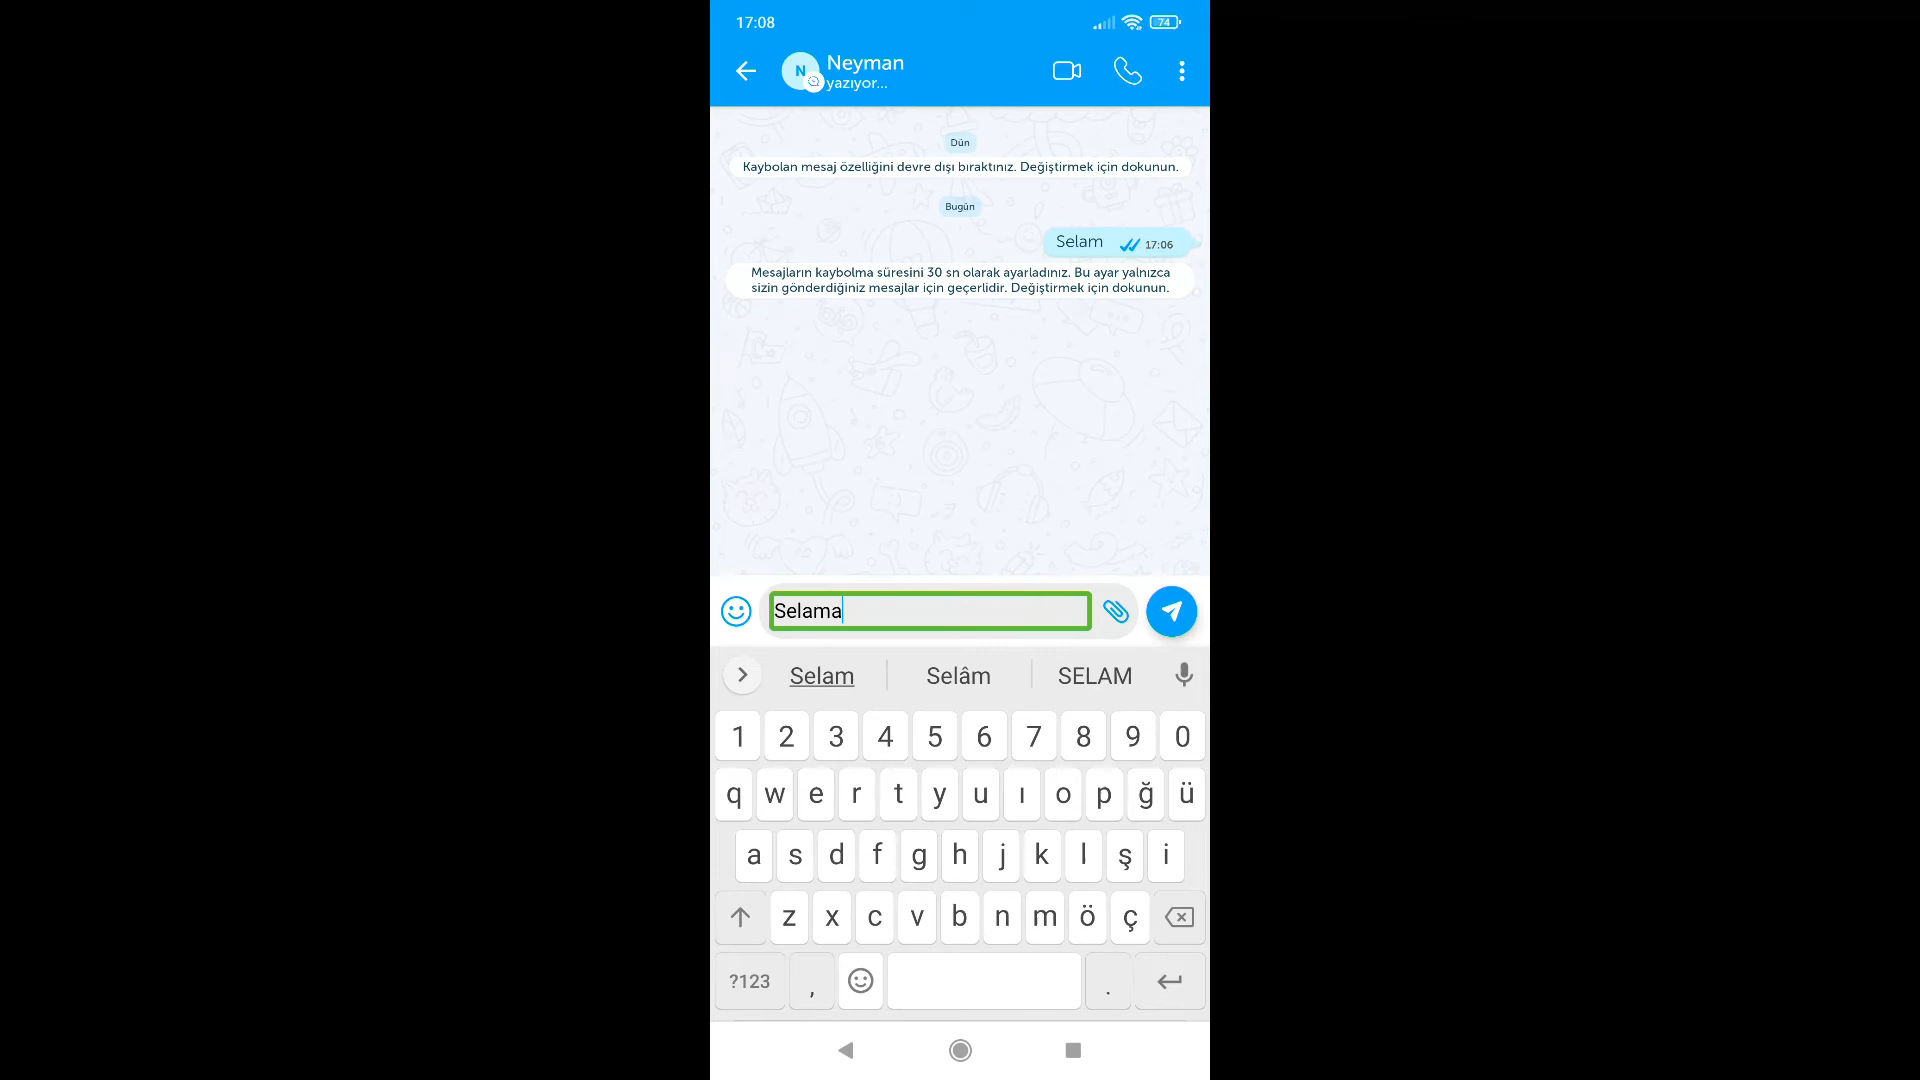 17:08
74
N
Neyman
yazıyor...
Dün
Kaybolan mesaj özelliğini devre dışı bıraktınız. Değiştirmek için dokunun.
Bugün
Selam 17:06
Mesajların kaybolma süresini 30 sn olarak ayarladınız. Bu ayar yalnızca
sizin gönderdiğiniz mesajlar için geçerlidir. Değiştirmek için dokunun.
Selama
Selam Selâm SELAM
1 2 3 4 5 6 7 8 9 0
q w e r t y u ı o p ğ ü
a s d f g h j k l ş i
z x c v b n m ö ç
?123 , .